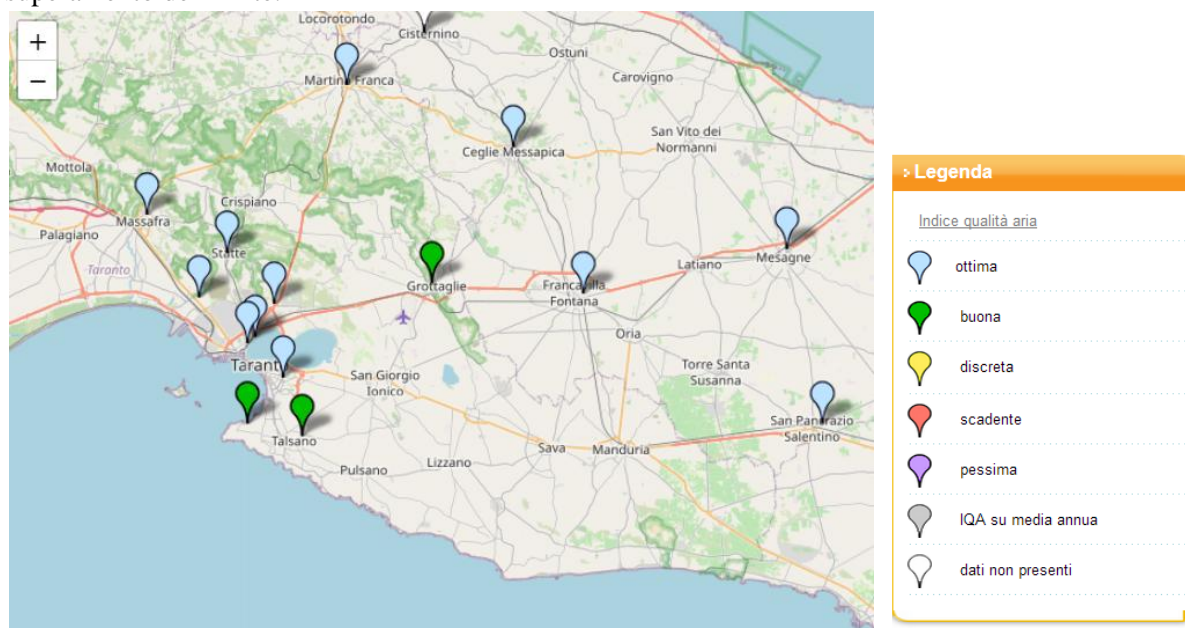 +
−
Locorotondo
Cisternino
Ostuni
Martina Franca
Carovigno
San Vito dei
Normanni
Ceglie Messapica
Mottola
Crispiano
Massafra
Palagiano
Statte
Taranto
Grottaglie
Francavilla
Fontana
Latiano
Mesagne
Oria
Taranto
San Giorgio
Ionico
Torre Santa
Susanna
San Pancrazio
Salentino
Talsano
Sava
Manduria
Pulsano
Lizzano
Legenda
Indice qualità aria
ottima
buona
discreta
scadente
pessima
IQA su media annua
dati non presenti